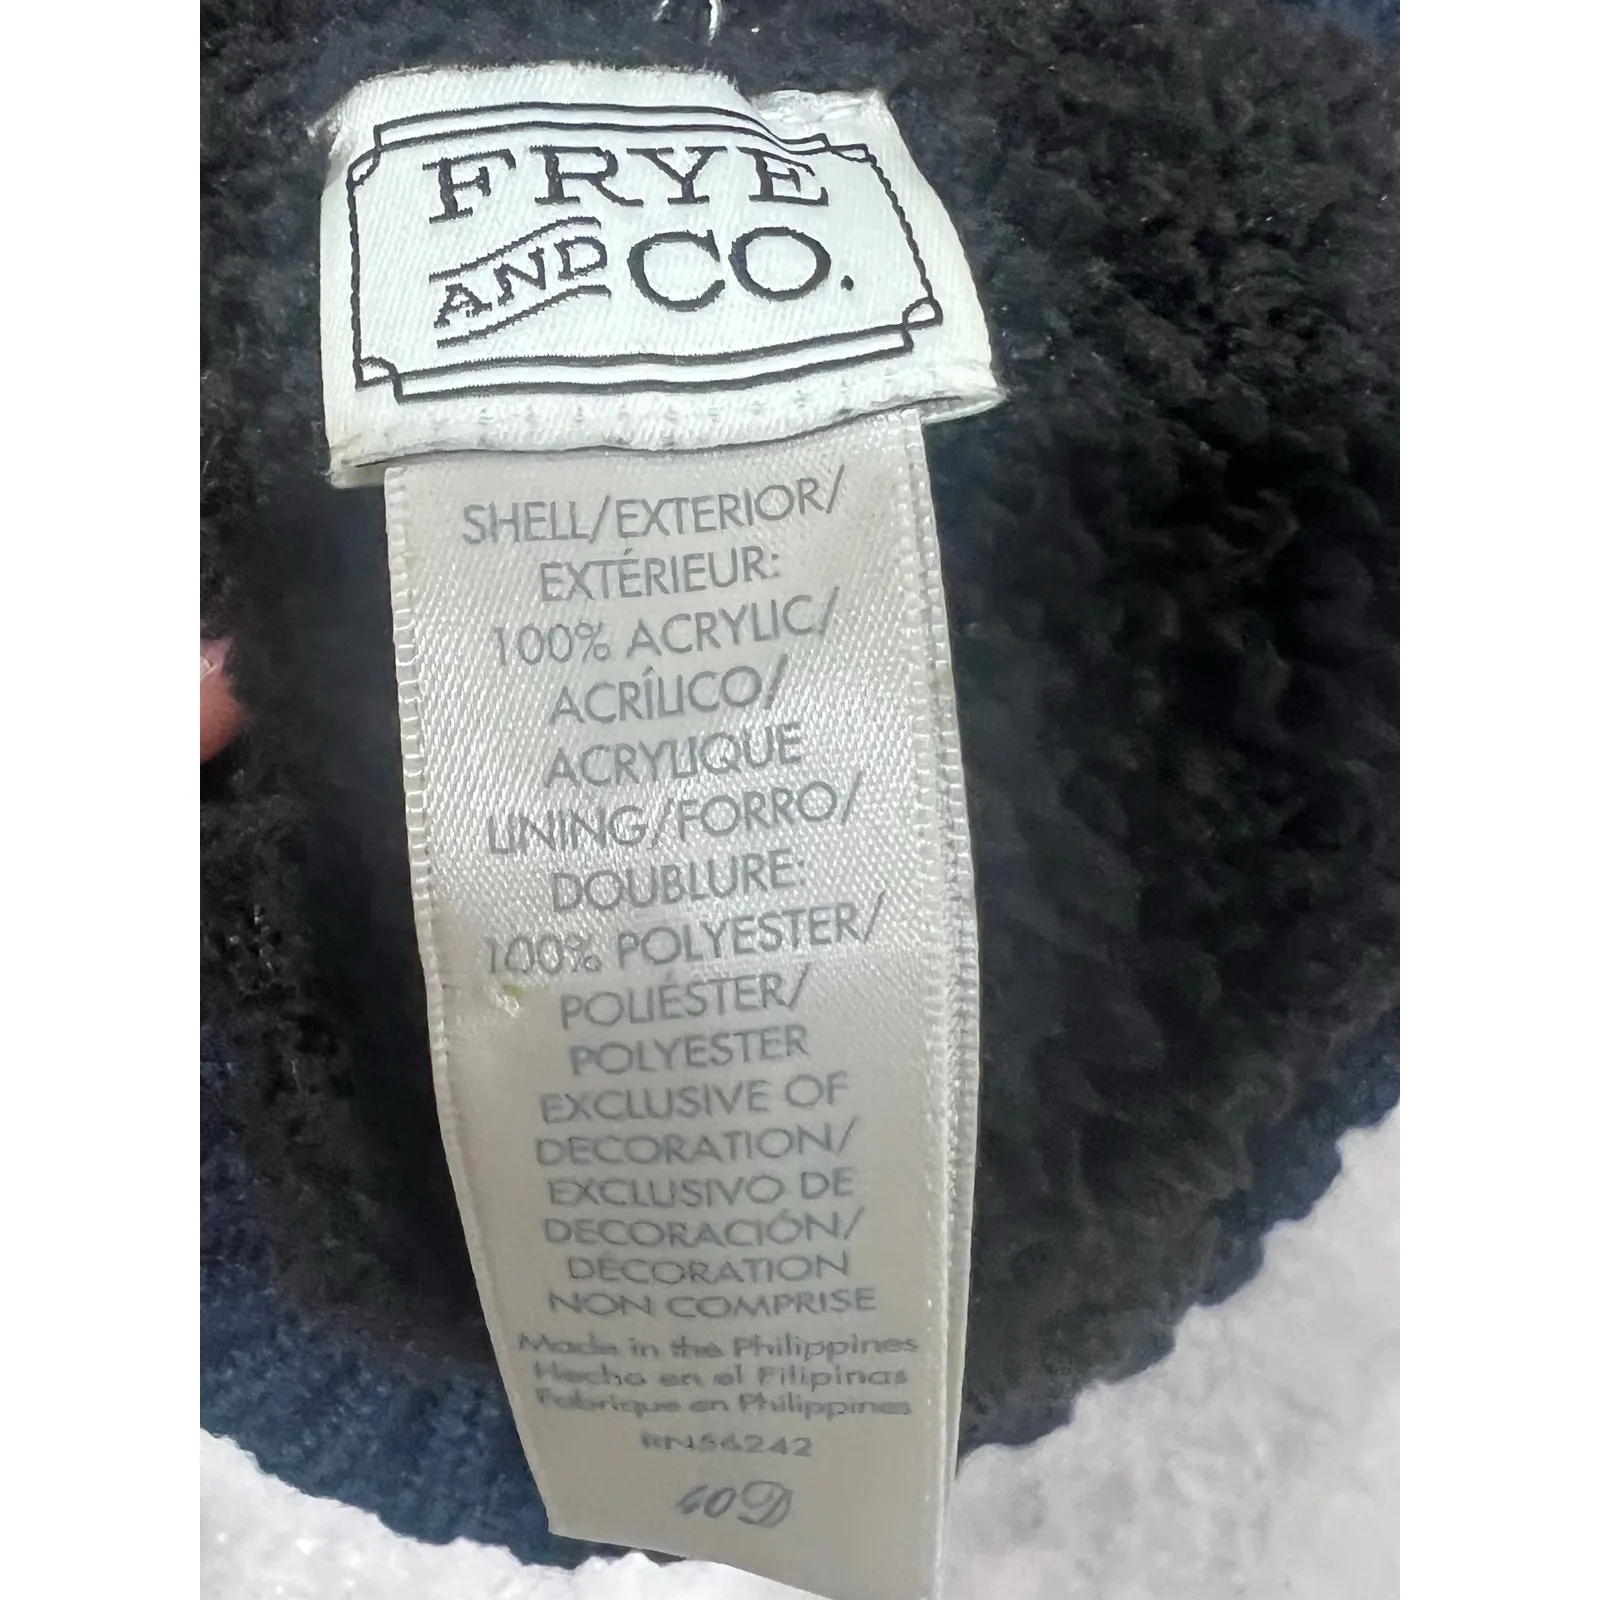 FRYE
AND CO.
SHELL/EXTERIOR/
EXTÉRIEUR:
100% ACRYLIC/
ACRÍLICO/
ACRYLIQUE
LINING/FORRO/
DOUBLURE:
100% POLYESTER/
POLIÉSTER/
POLYESTER
EXCLUSIVE OF
DECORATION/
EXCLUSIVO DE
DECORACIÓN/
DÉCORATION
NON COMPRISE
Made in the Philippines
Hecho en el Filipinas
Fabrique en Philippines
RN56242